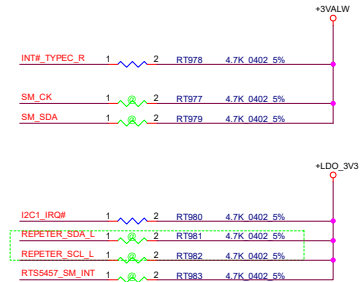 +3VALW
INT#_TYPEC_R 1 2 RT978 4.7K_0402_5%
SM_CK 1 @ 2 RT977 4.7K_0402_5%
SM_SDA 1 @ 2 RT979 4.7K_0402_5%
+LDO_3V3
I2C1_IRQ# 1 2 RT980 4.7K_0402_5%
REPETER_SDA_L 1 @ 2 RT981 4.7K_0402_5%
REPETER_SCL_L 1 @ 2 RT982 4.7K_0402_5%
RTS5457_SM_INT 1 @ 2 RT983 4.7K_0402_5%